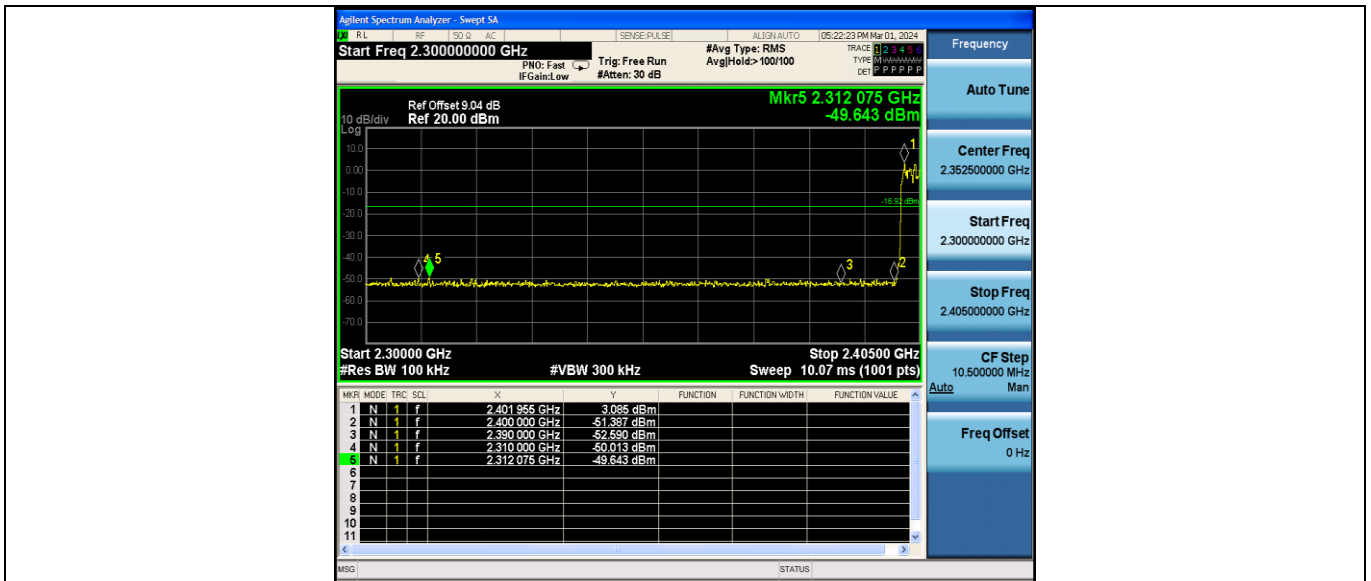 Agilent Spectrum Analyzer - Swept SA
LXI RL RF 50 Ω AC SENSE:PULSE ALIGN AUTO 05:22:23 PM Mar 01, 2024
Start Freq 2.300000000 GHz
PNO: Fast
IFGain:Low
Trig: Free Run
#Atten: 30 dB
#Avg Type: RMS
Avg|Hold:> 100/100
TRACE 1 2 3 4 5 6
TYPE M
DET P P P P P P
Mkr5 2.312 075 GHz
-49.643 dBm
Ref Offset 9.04 dB
10 dB/div Ref 20.00 dBm
Log
10.0
0.00
-10.0
-20.0
-30.0
-40.0
-50.0
-60.0
-70.0
-16.92 dBm
1
4 5
3
2
Start 2.30000 GHz Stop 2.40500 GHz
#Res BW 100 kHz #VBW 300 kHz Sweep 10.07 ms (1001 pts)
MKR MODE TRC SCL X Y FUNCTION FUNCTION WIDTH FUNCTION VALUE
1 N 1 f 2.401 955 GHz 3.085 dBm
2 N 1 f 2.400 000 GHz -51.387 dBm
3 N 1 f 2.390 000 GHz -52.590 dBm
4 N 1 f 2.310 000 GHz -50.013 dBm
5 N 1 f 2.312 075 GHz -49.643 dBm
6
7
8
9
10
11
MSG STATUS
Frequency
Auto Tune
Center Freq
2.352500000 GHz
Start Freq
2.300000000 GHz
Stop Freq
2.405000000 GHz
CF Step
10.500000 MHz
Auto Man
Freq Offset
0 Hz